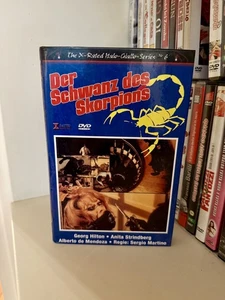 The X-Rated Italo-Giallo-Series # 6
Der
Schwanz des
Skorpions
DVD
Georg Hilton • Anita Strindberg
Alberto de Mendoza • Regie: Sergio Martino